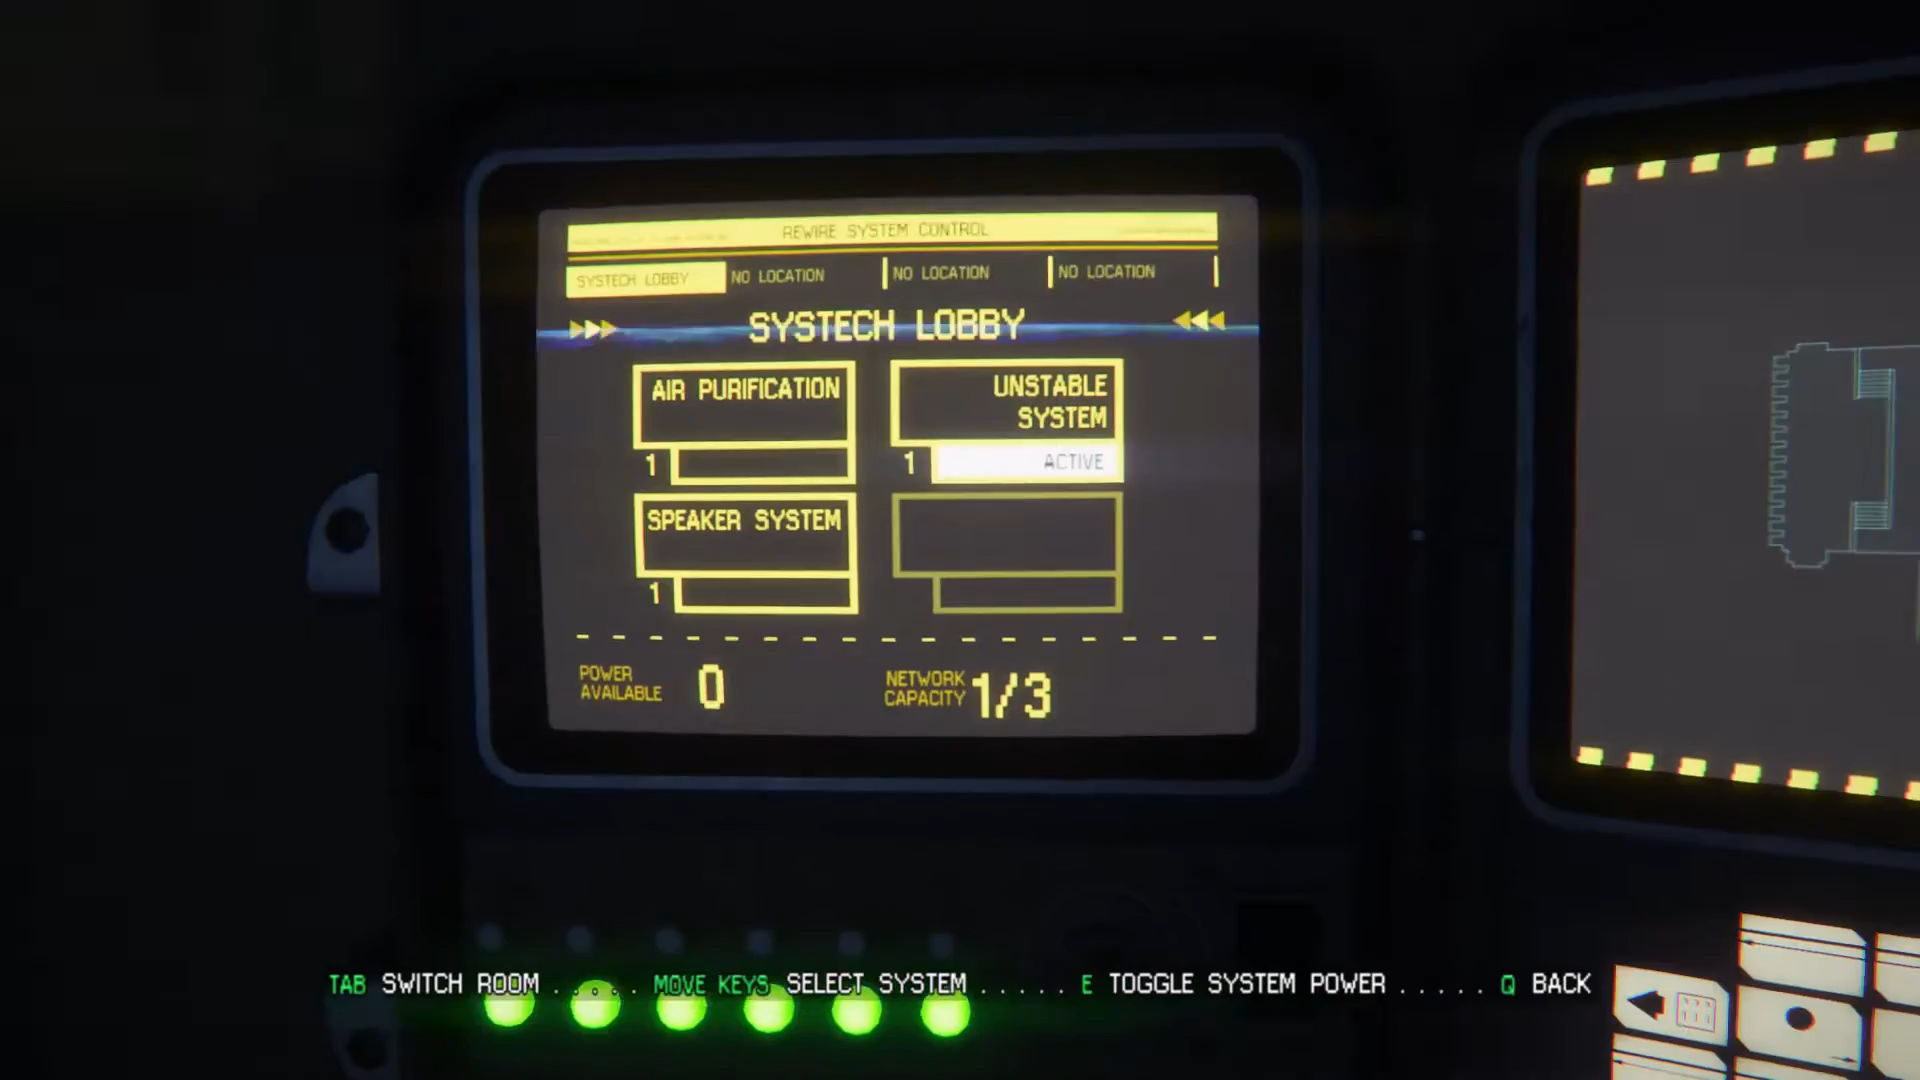 REWIRE SYSTEM CONTROL
SYSTECH LOBBY NO LOCATION NO LOCATION NO LOCATION
SYSTECH LOBBY
AIR PURIFICATION
1
UNSTABLE
SYSTEM
1 ACTIVE
SPEAKER SYSTEM
1
POWER
AVAILABLE 0
NETWORK
CAPACITY 1/3
TAB SWITCH ROOM ..... MOVE KEYS SELECT SYSTEM ..... E TOGGLE SYSTEM POWER ..... Q BACK